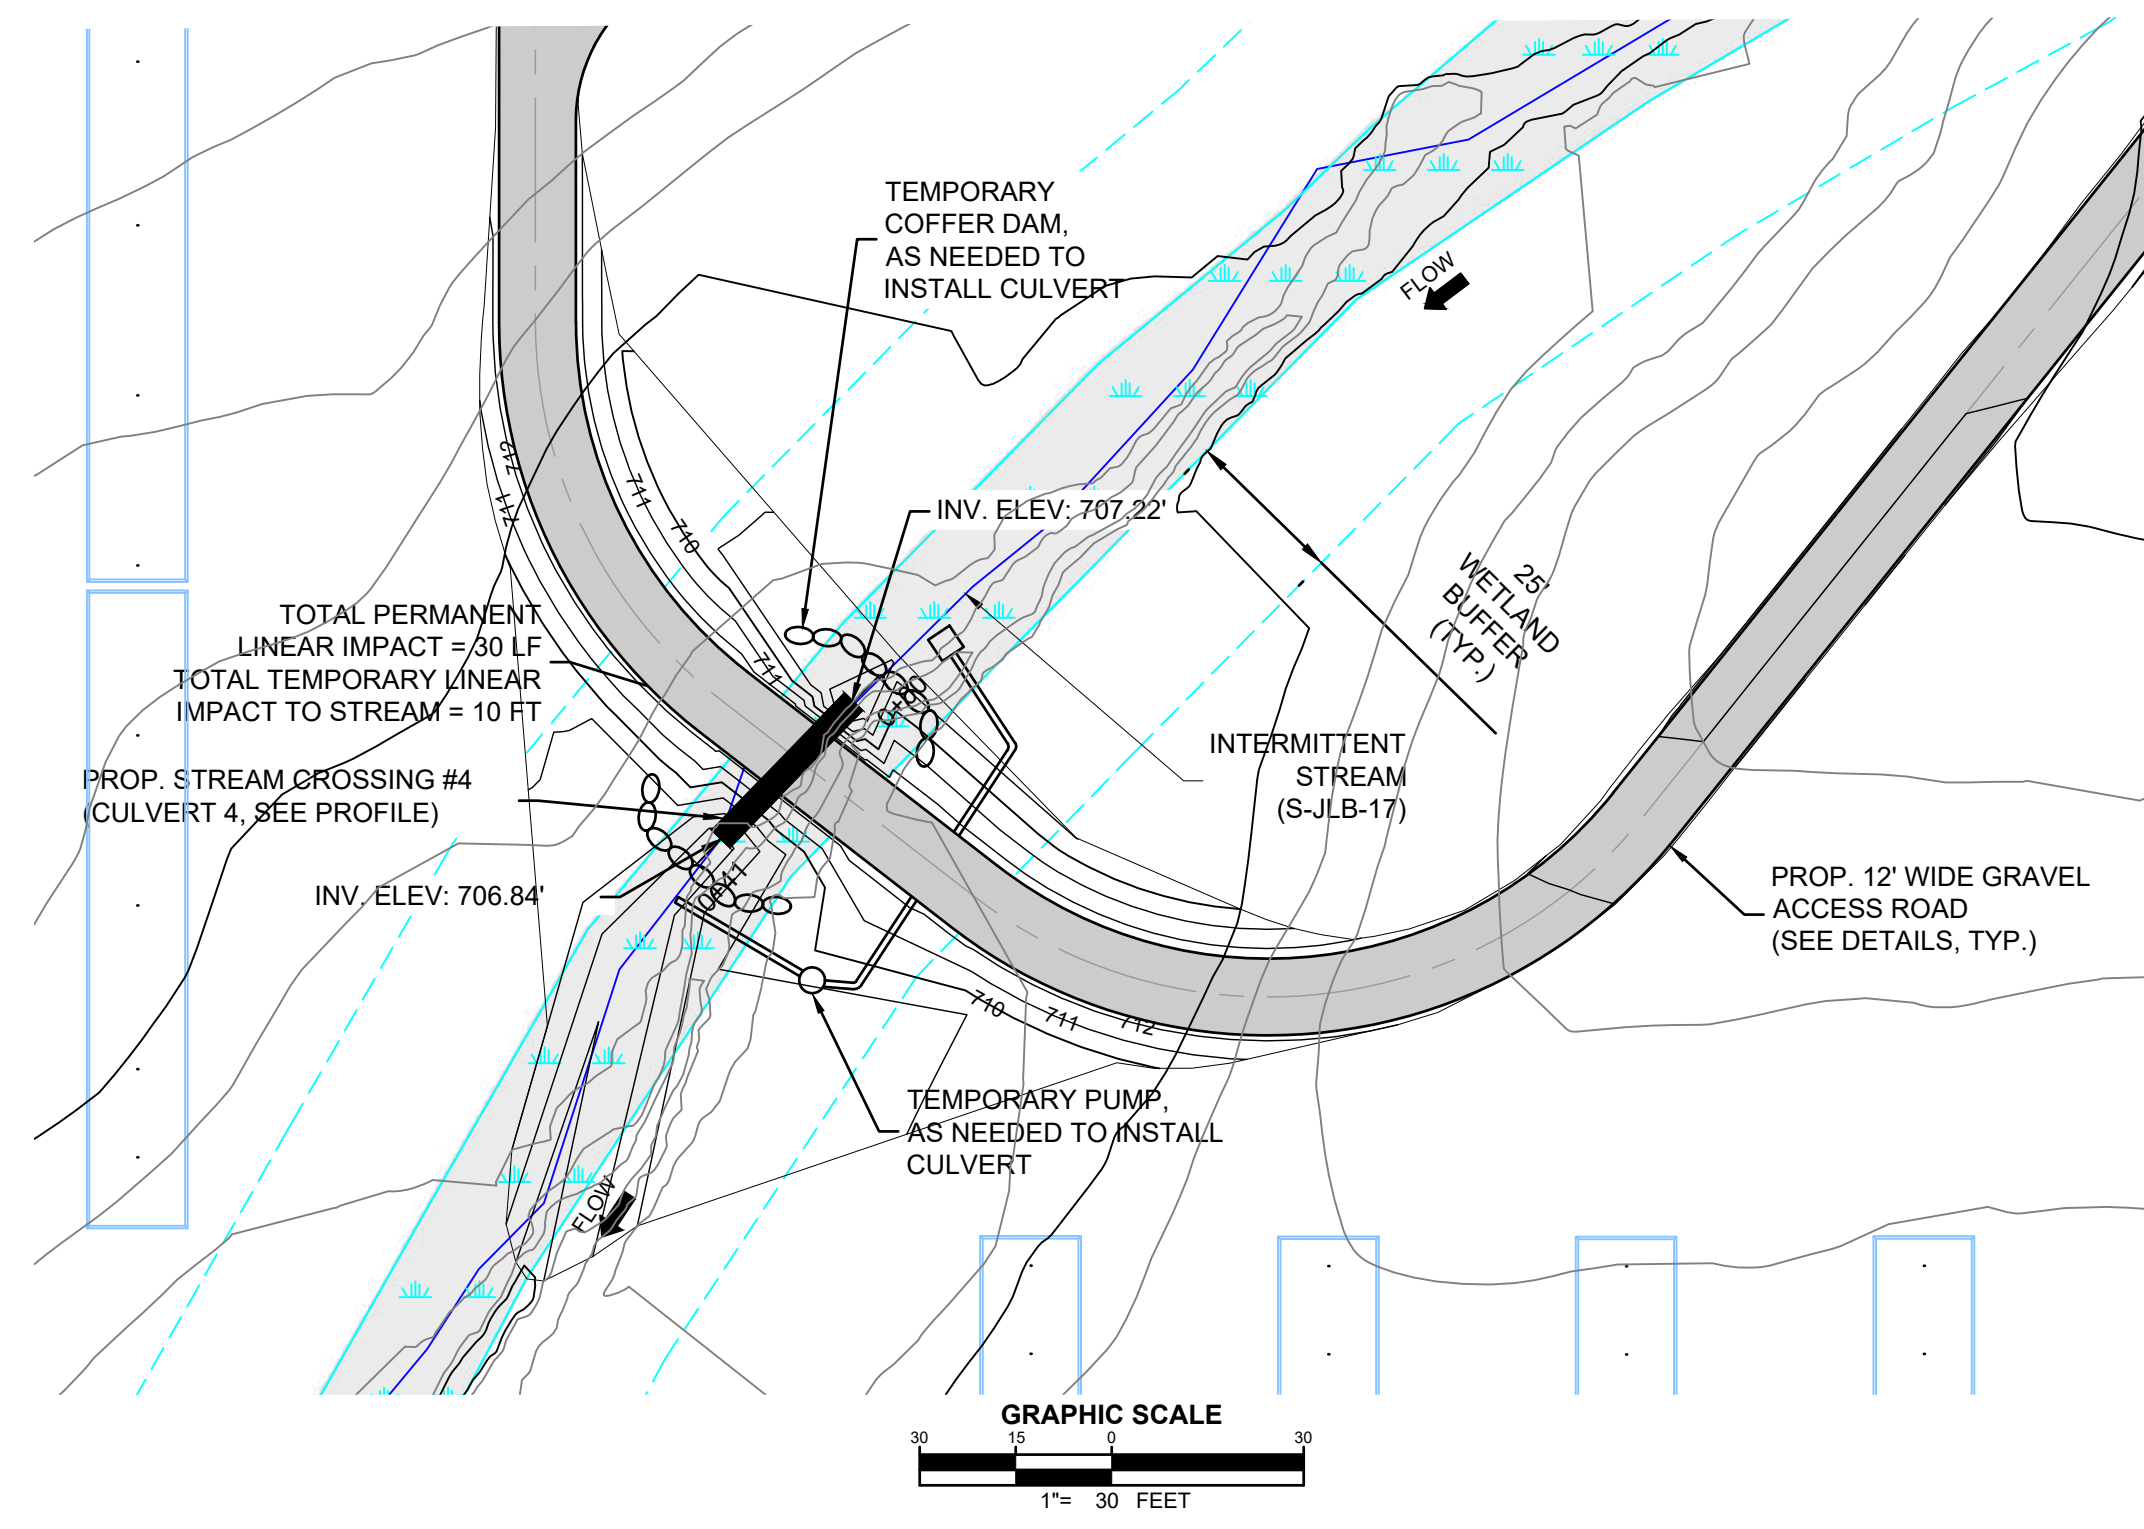 TEMPORARY
COFFER DAM,
AS NEEDED TO
INSTALL CULVERT
FLOW
712
711
711
710
INV. ELEV: 707.22'
25'
WETLAND
BUFFER
(TYP.)
TOTAL PERMANENT
LINEAR IMPACT = 30 LF
TOTAL TEMPORARY LINEAR
IMPACT TO STREAM = 10 FT
711
INTERMITTENT
STREAM
(S-JLB-17)
PROP. STREAM CROSSING #4
(CULVERT 4, SEE PROFILE)
INV. ELEV: 706.84'
0+11
PROP. 12' WIDE GRAVEL
ACCESS ROAD
(SEE DETAILS, TYP.)
710
711
712
TEMPORARY PUMP,
AS NEEDED TO INSTALL
CULVERT
FLOW
GRAPHIC SCALE
30 15 0 30
1"= 30 FEET